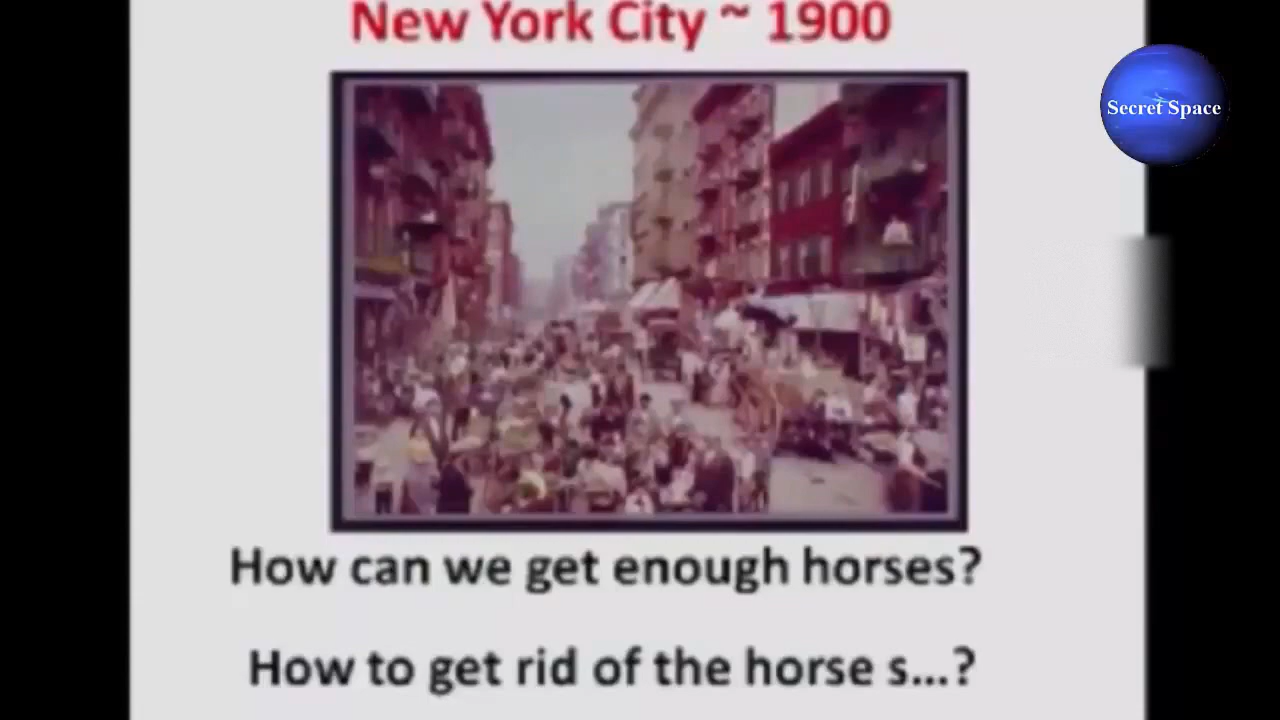 New York City ~ 1900
Secret Space
How can we get enough horses?
How to get rid of the horse s...?